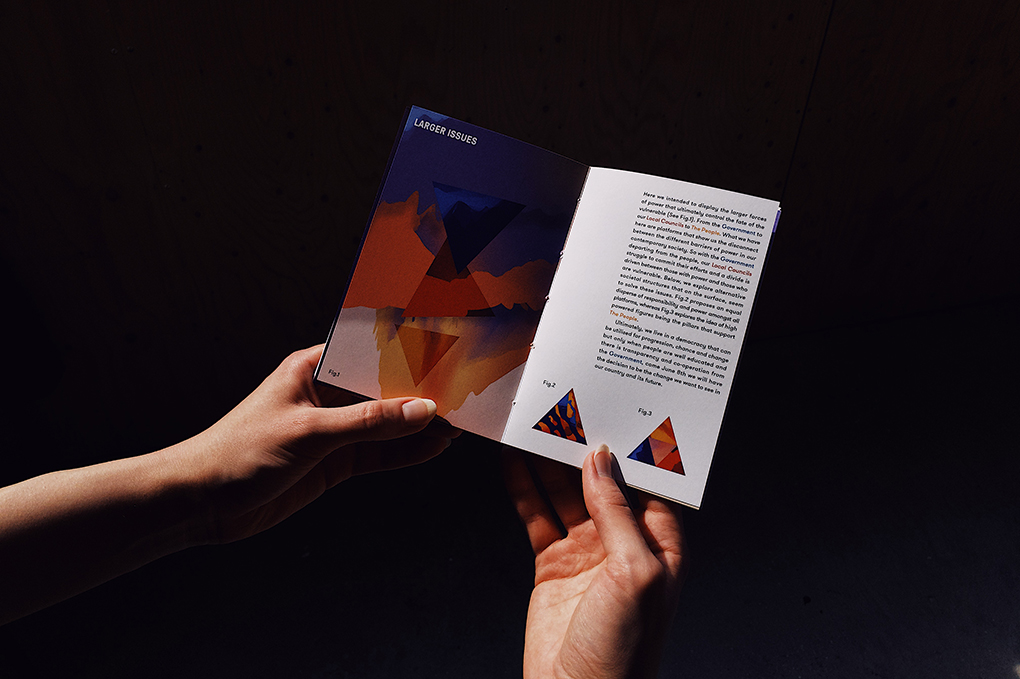 LARGER ISSUES
Fig.1
Here we intended to display the larger forces
of power that ultimately control the fate of the
vulnerable (See Fig.1). From the Government to
our Local Councils to The People. What we have
here are platforms that show us the disconnect
between the different barriers of power in our
contemporary society. So with the Government
departing from the people, our Local Councils
struggle to commit their efforts and a divide is
driven between those with power and those who
are vulnerable. Below, we explore alternative
societal structures that on the surface, seem
to solve these issues. Fig.2 proposes an equal
disperse of responsibility and power amongst all
platforms, whereas Fig.3 explores the idea of high
powered figures being the pillars that support
The People.
Ultimately, we live in a democracy that can
be utilised for progression, chance and change
but only when people are well educated and
there is transparency and co-operation from
the Government, come June 8th we will have
the decision to be the change we want to see in
our country and its future.
Fig.2
Fig.3